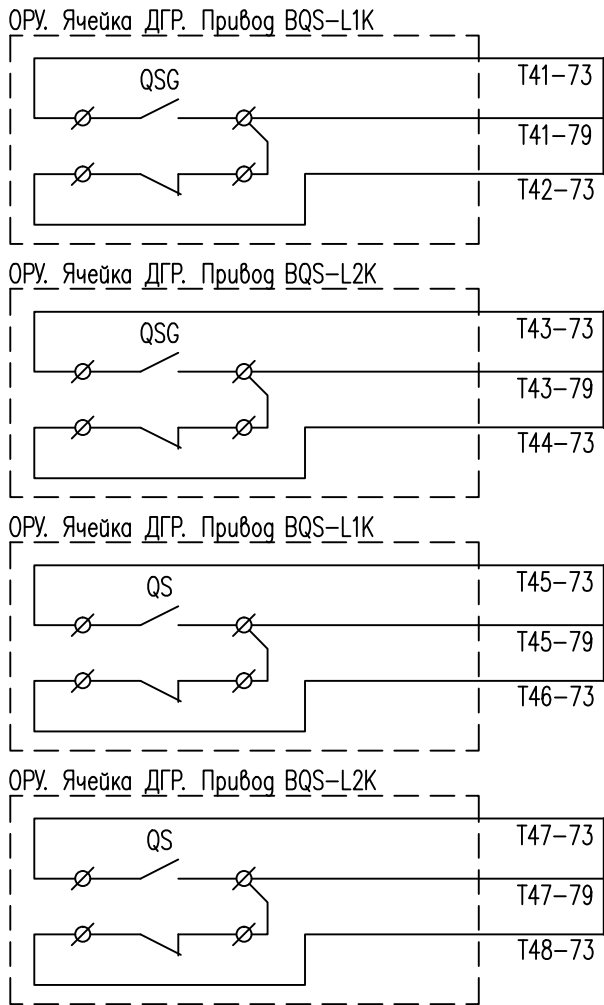 ОРУ. Ячейка ДГР. Привод BQS-L1K
QSG
T41-73
T41-79
T42-73
ОРУ. Ячейка ДГР. Привод BQS-L2K
QSG
T43-73
T43-79
T44-73
ОРУ. Ячейка ДГР. Привод BQS-L1K
QS
T45-73
T45-79
T46-73
ОРУ. Ячейка ДГР. Привод BQS-L2K
QS
T47-73
T47-79
T48-73